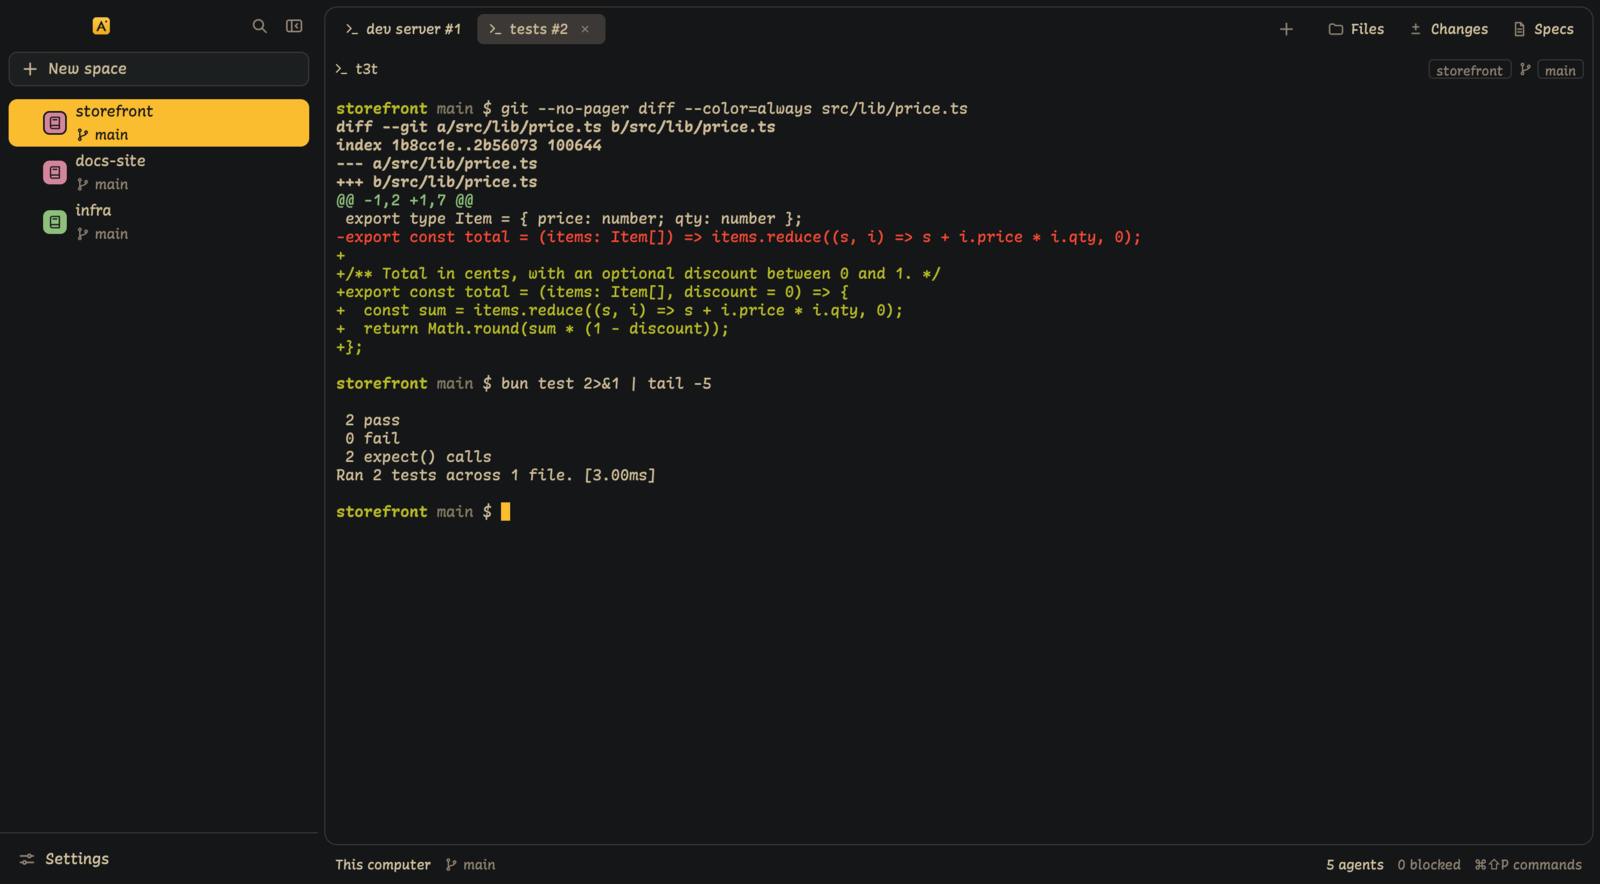 A
New space
storefront
main
docs-site
main
infra
main
Settings
>_ dev server #1
>_ tests #2 ×
+
Files
± Changes
Specs
>_ t3t
storefront main
storefront main $ git --no-pager diff --color=always src/lib/price.ts
diff --git a/src/lib/price.ts b/src/lib/price.ts
index 1b8cc1e..2b56073 100644
--- a/src/lib/price.ts
+++ b/src/lib/price.ts
@@ -1,2 +1,7 @@
 export type Item = { price: number; qty: number };
-export const total = (items: Item[]) => items.reduce((s, i) => s + i.price * i.qty, 0);
+
+/** Total in cents, with an optional discount between 0 and 1. */
+export const total = (items: Item[], discount = 0) => {
+  const sum = items.reduce((s, i) => s + i.price * i.qty, 0);
+  return Math.round(sum * (1 - discount));
+};
storefront main $ bun test 2>&1 | tail -5
 2 pass
 0 fail
 2 expect() calls
Ran 2 tests across 1 file. [3.00ms]
storefront main $
This computer main
5 agents 0 blocked ⌘⇧P commands